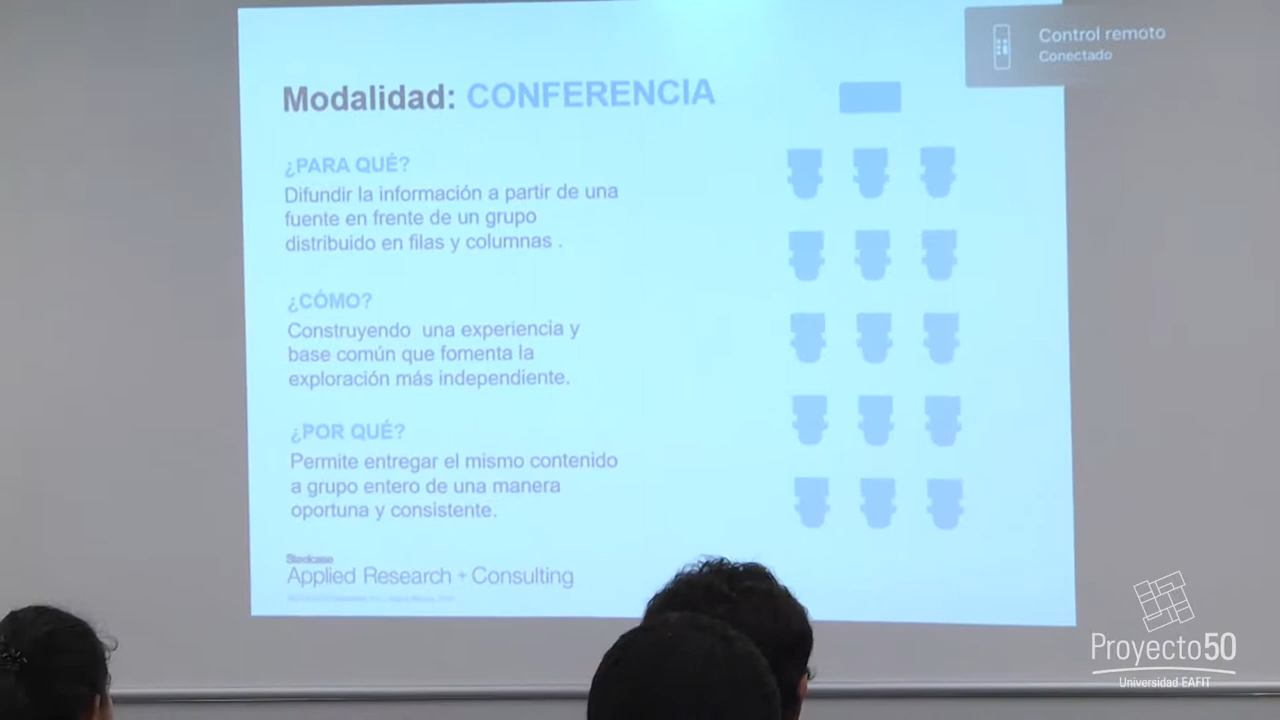 Control remoto
Conectado
Modalidad: CONFERENCIA
¿PARA QUÉ?
Difundir la información a partir de una
fuente en frente de un grupo
distribuido en filas y columnas .
¿CÓMO?
Construyendo una experiencia y
base común que fomenta la
exploración más independiente.
¿POR QUÉ?
Permite entregar el mismo contenido
a grupo entero de una manera
oportuna y consistente.
Steelcase
Applied Research + Consulting
Proyecto50
Universidad EAFIT